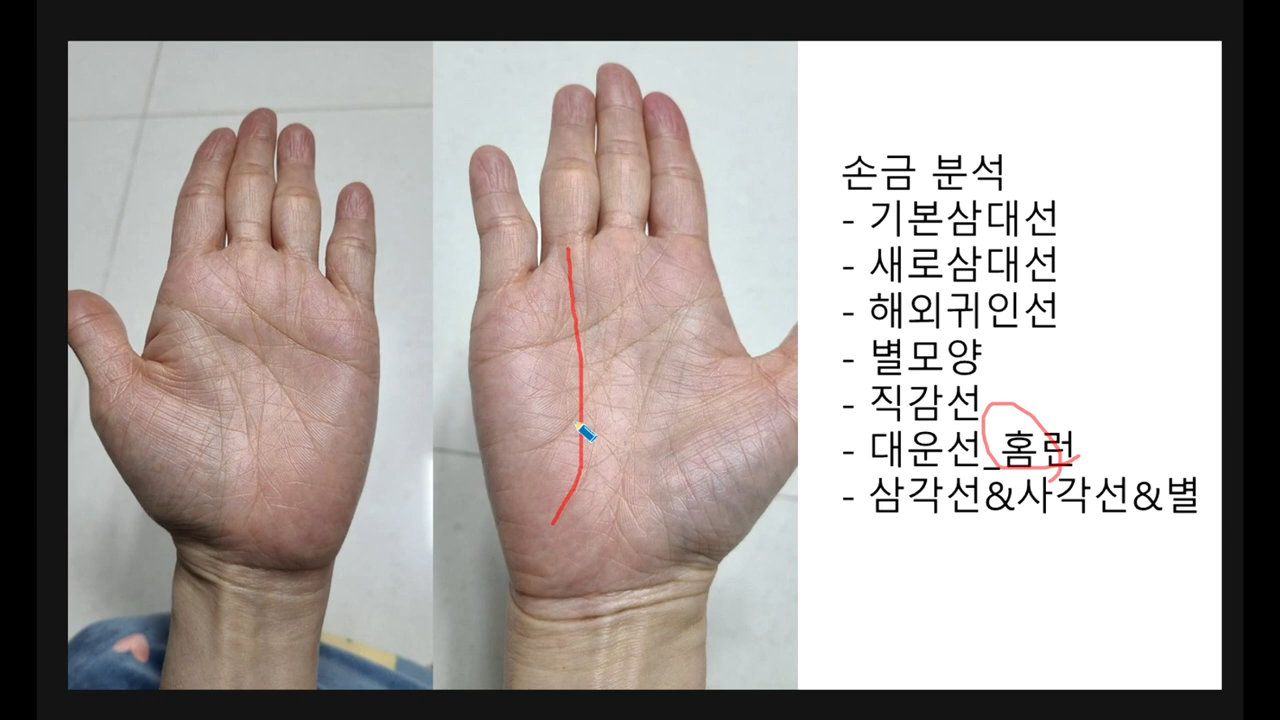 손금 분석
- 기본삼대선
- 새로삼대선
- 해외귀인선
- 별모양
- 직감선
- 대운선_홈런
- 삼각선&사각선&별